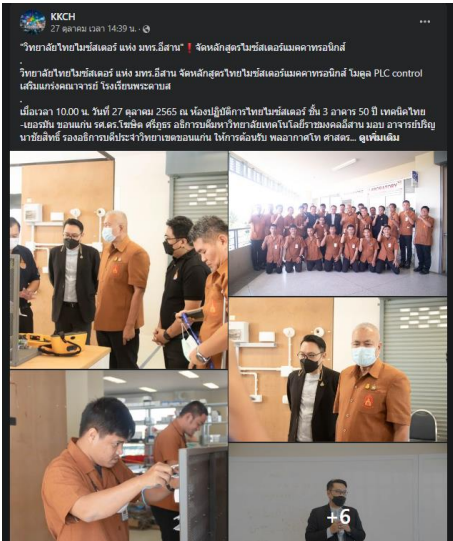 KKCH
27 ตุลาคม เวลา 14:39 น. ·
"วิทยาลัยไทยไมซ์สเตอร์ แห่ง มทร.อีสาน"❗จัดหลักสูตรไมซ์สเตอร์แมคคาทรอนิกส์
.
วิทยาลัยไทยไมซ์สเตอร์ แห่ง มทร.อีสาน จัดหลักสูตรไทยไมซ์สเตอร์แมคคาทรอนิกส์ โมดูล PLC control
เสริมแกร่งคณาจารย์ โรงเรียนพระดาบส
.
เมื่อเวลา 10.00 น. วันที่ 27 ตุลาคม 2565 ณ ห้องปฏิบัติการไทยไมซ์สเตอร์ ชั้น 3 อาคาร 50 ปี เทคนิคไทย
-เยอรมัน ขอนแก่น รศ.ดร.โฆษิต ศรีภูธร อธิการบดีมหาวิทยาลัยเทคโนโลยีราชมงคลอีสาน มอบ อาจารย์ปริญ
นาชัยสิทธิ์ รองอธิการบดีประจำวิทยาเขตขอนแก่น ให้การต้อนรับ พลอากาศโท ศาสตร... ดูเพิ่มเติม
+6